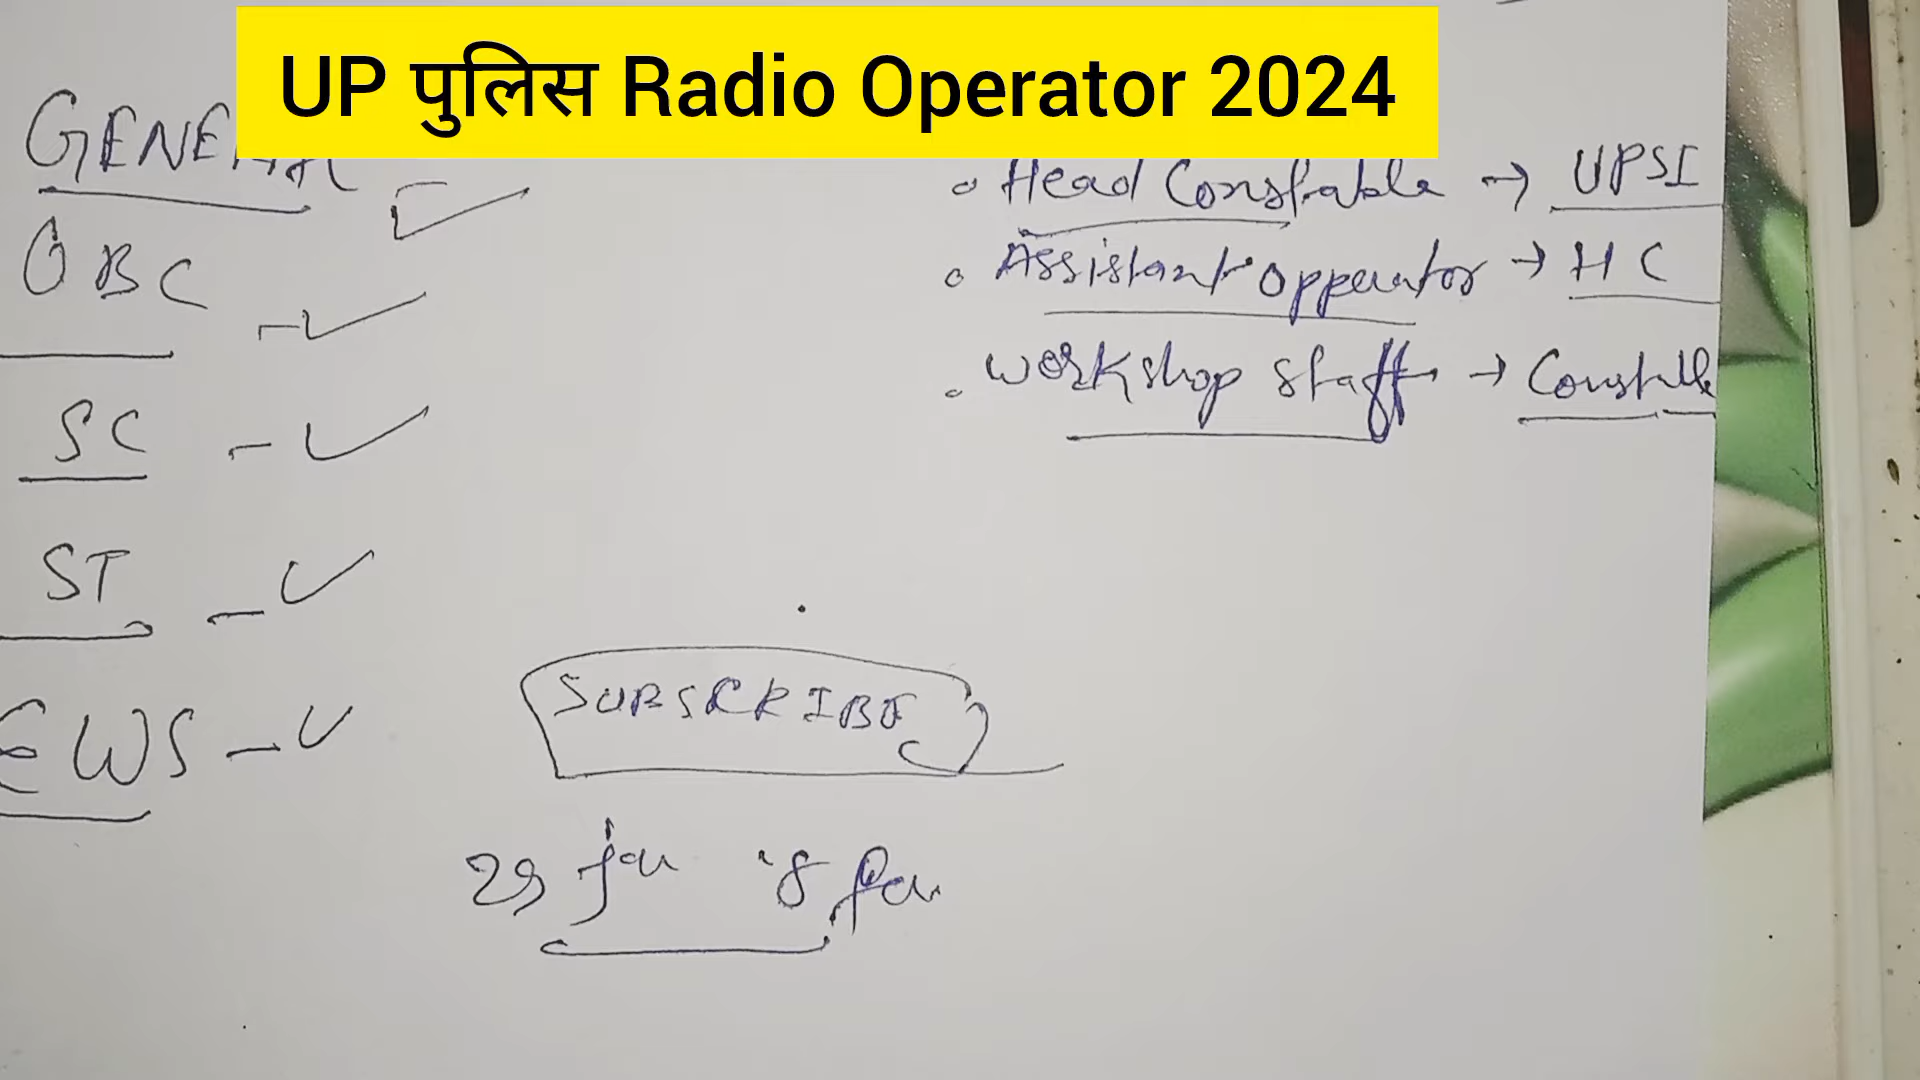 UP पुलिस Radio Operator 2024
GENERAL
OBC
SC
ST
EWS
Head Constable → UPSI
Assistant Opperator → HC
Workshop Staff → Constable
SUBSCRIBE
29 Jan 8